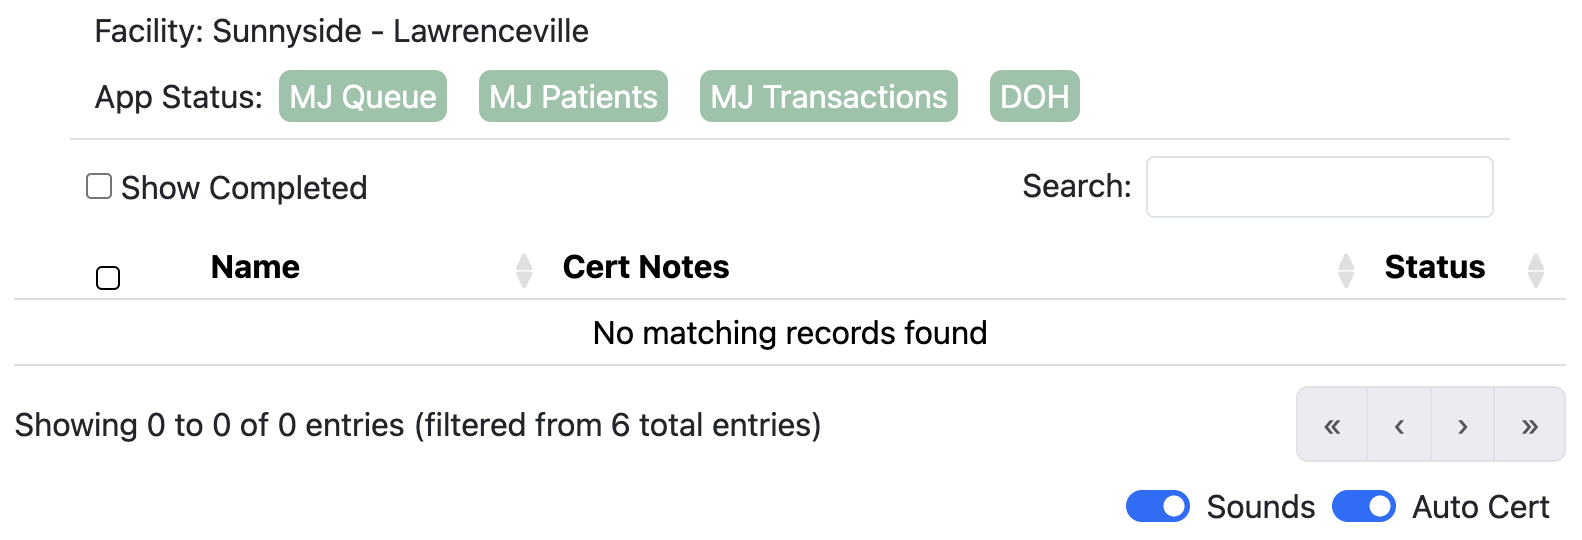 Facility: Sunnyside - Lawrenceville
App Status: MJ Queue MJ Patients MJ Transactions DOH
Show Completed Search:
Name Cert Notes Status
No matching records found
Showing 0 to 0 of 0 entries (filtered from 6 total entries) « ‹ › »
Sounds Auto Cert